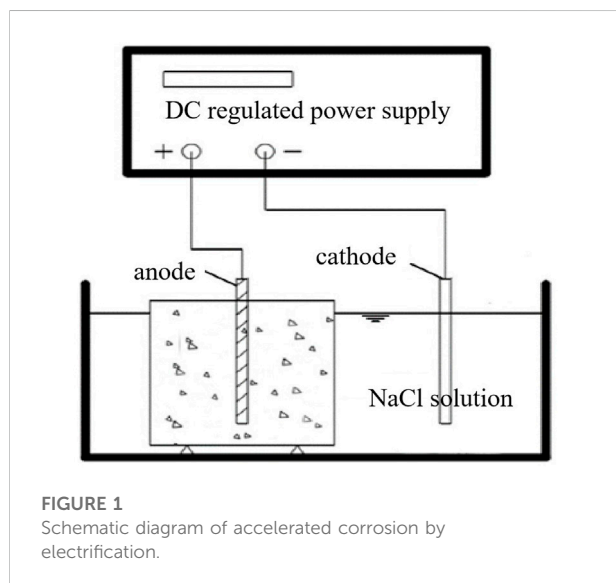 DC regulated power supply
+ −
anode
cathode
NaCl solution
FIGURE 1
Schematic diagram of accelerated corrosion by
electrification.